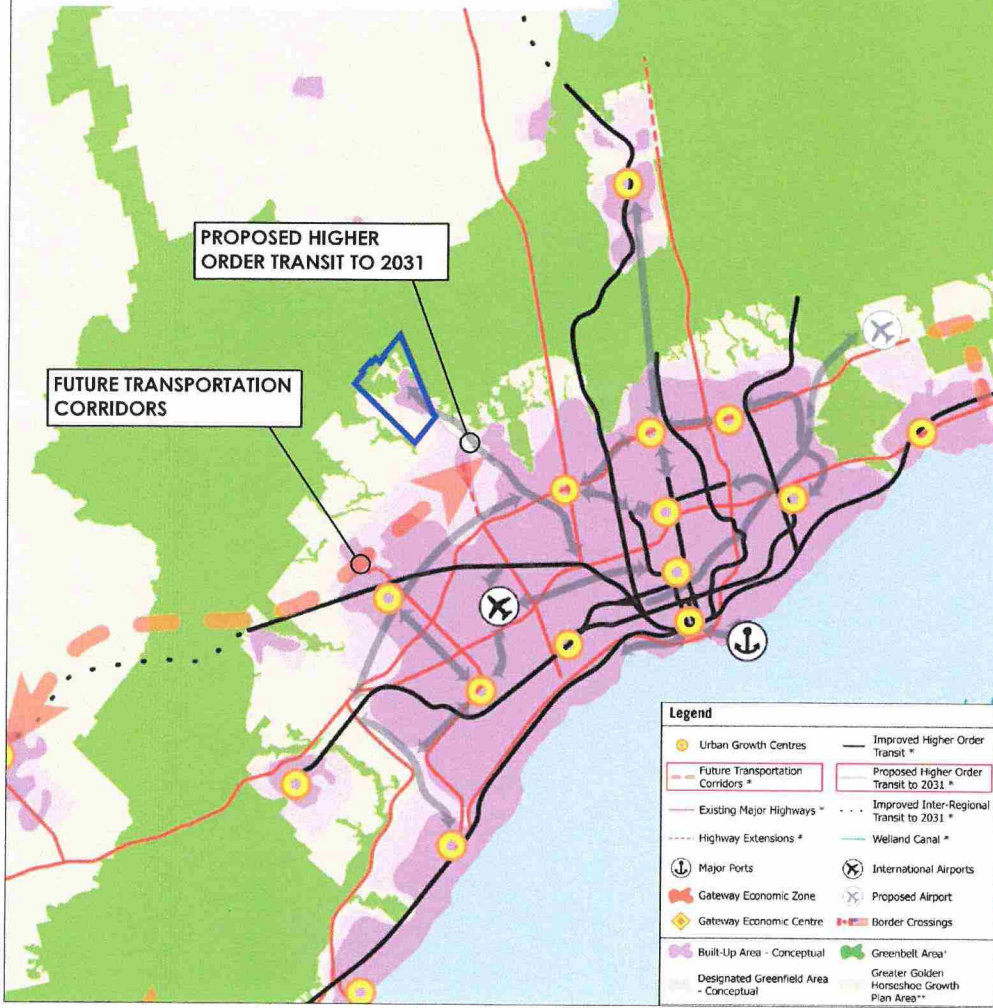 PROPOSED HIGHER
ORDER TRANSIT TO 2031
FUTURE TRANSPORTATION
CORRIDORS
Legend
Urban Growth Centres
Future Transportation
Corridors *
Existing Major Highways *
Highway Extensions *
Major Ports
Gateway Economic Zone
Gateway Economic Centre
Built-Up Area - Conceptual
Designated Greenfield Area
- Conceptual
Improved Higher Order
Transit *
Proposed Higher Order
Transit to 2031 *
Improved Inter-Regional
Transit to 2031 *
Welland Canal *
International Airports
Proposed Airport
Border Crossings
Greenbelt Area*
Greater Golden
Horseshoe Growth
Plan Area**